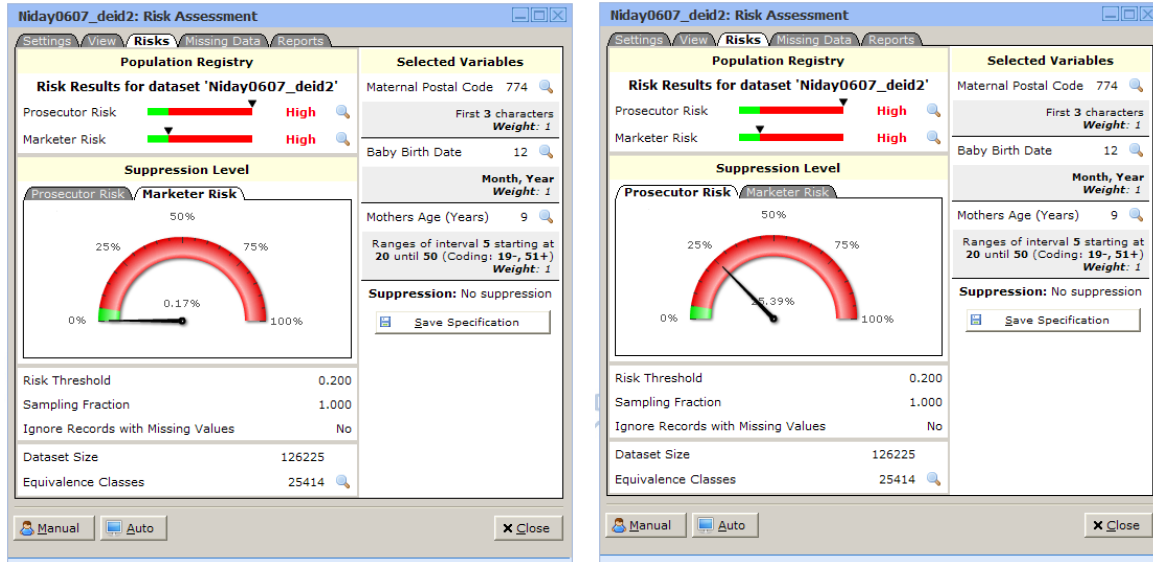 Niday0607_deid2: Risk Assessment
Settings View Risks Missing Data Reports
Population Registry
Risk Results for dataset 'Niday0607_deid2'
Prosecutor Risk High
Marketer Risk High
Suppression Level
Prosecutor Risk Marketer Risk
50%
25% 75%
0.17%
0% 100%
Risk Threshold 0.200
Sampling Fraction 1.000
Ignore Records with Missing Values No
Dataset Size 126225
Equivalence Classes 25414
Selected Variables
Maternal Postal Code 774
First 3 characters
Weight: 1
Baby Birth Date 12
Month, Year
Weight: 1
Mothers Age (Years) 9
Ranges of interval 5 starting at
20 until 50 (Coding: 19-, 51+)
Weight: 1
Suppression: No suppression
Save Specification
Manual Auto Close
Niday0607_deid2: Risk Assessment
Settings View Risks Missing Data Reports
Population Registry
Risk Results for dataset 'Niday0607_deid2'
Prosecutor Risk High
Marketer Risk High
Suppression Level
Prosecutor Risk Marketer Risk
50%
25% 75%
0% 100%
Risk Threshold 0.200
Sampling Fraction 1.000
Ignore Records with Missing Values No
Dataset Size 126225
Equivalence Classes 25414
Selected Variables
Maternal Postal Code 774
First 3 characters
Weight: 1
Baby Birth Date 12
Month, Year
Weight: 1
Mothers Age (Years) 9
Ranges of interval 5 starting at
20 until 50 (Coding: 19-, 51+)
Weight: 1
Suppression: No suppression
Save Specification
Manual Auto Close